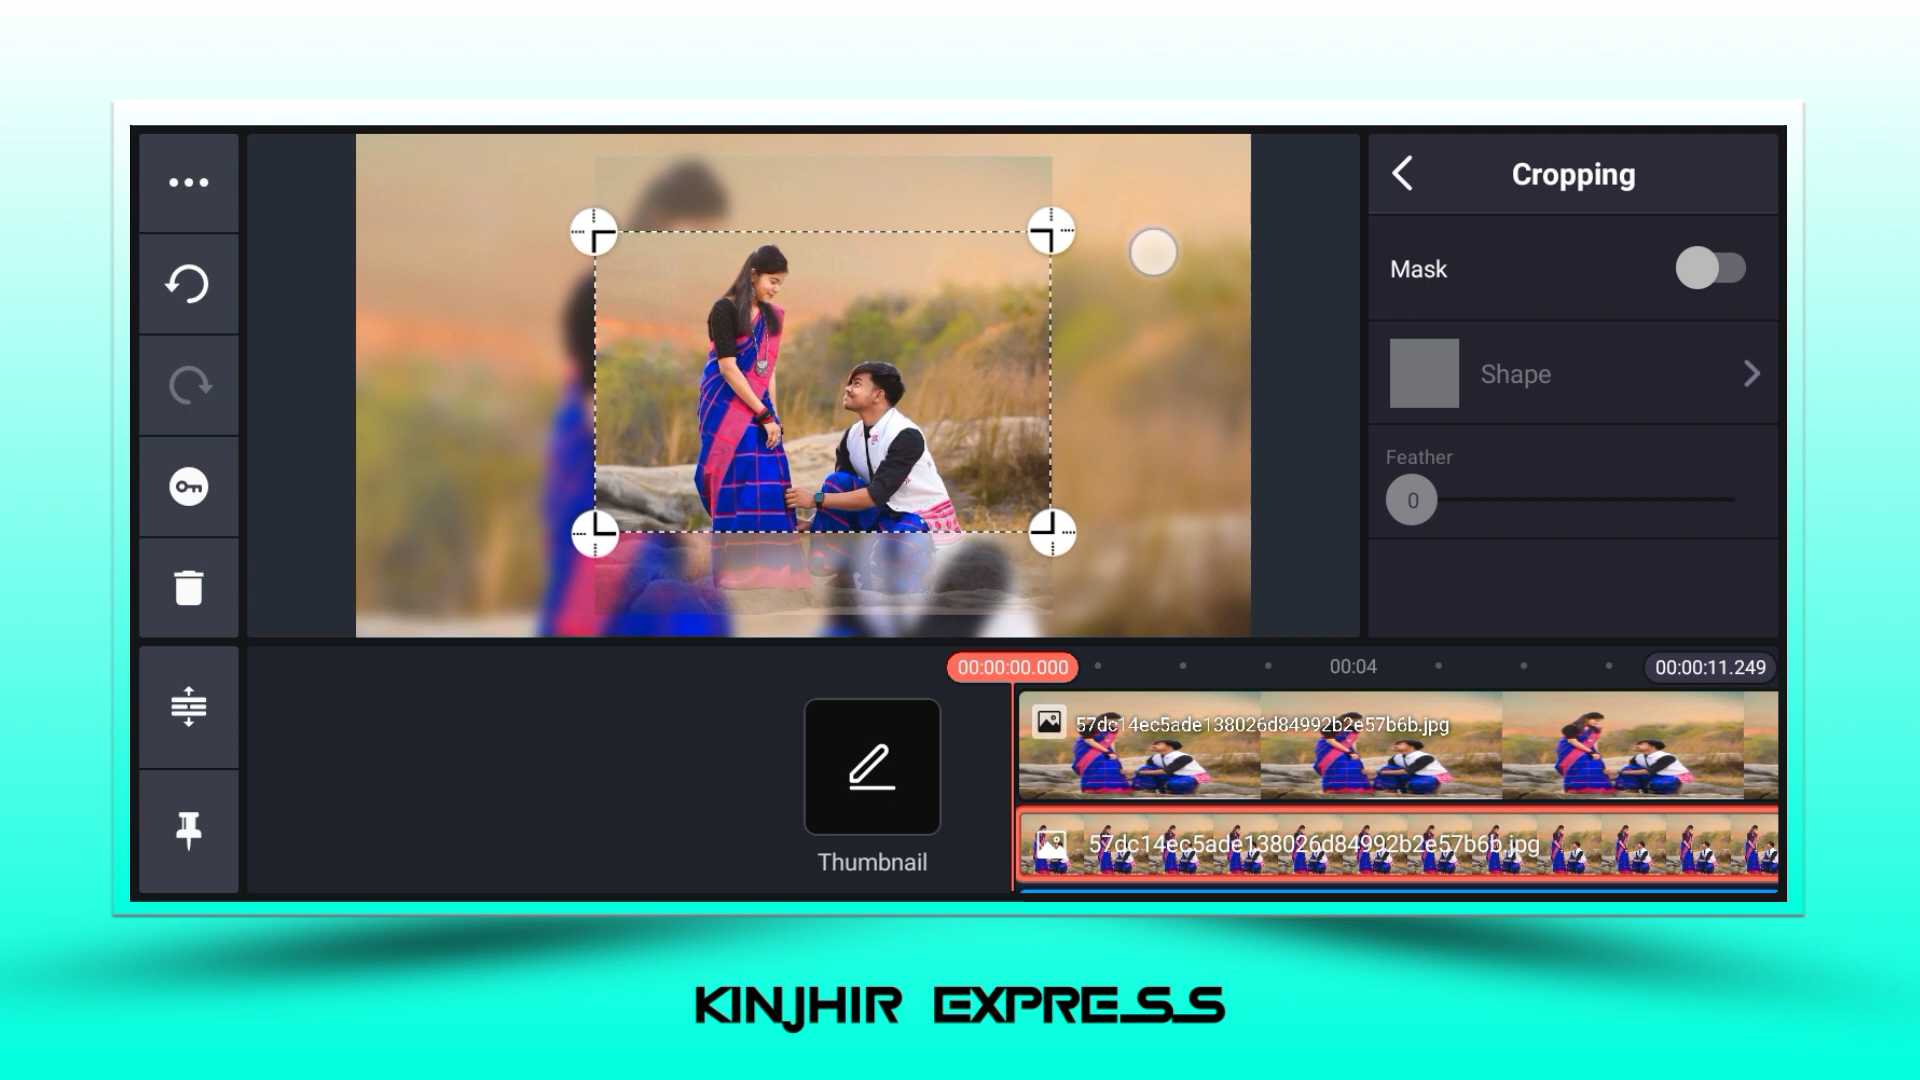 Cropping
Mask
Shape
Feather
0
00:00:00.000
00:04
00:00:11.249
57dc14ec5ade138026d84992b2e57b6b.jpg
57dc14ec5ade138026d84992b2e57b6b.jpg
Thumbnail
KINJHIR EXPRESS